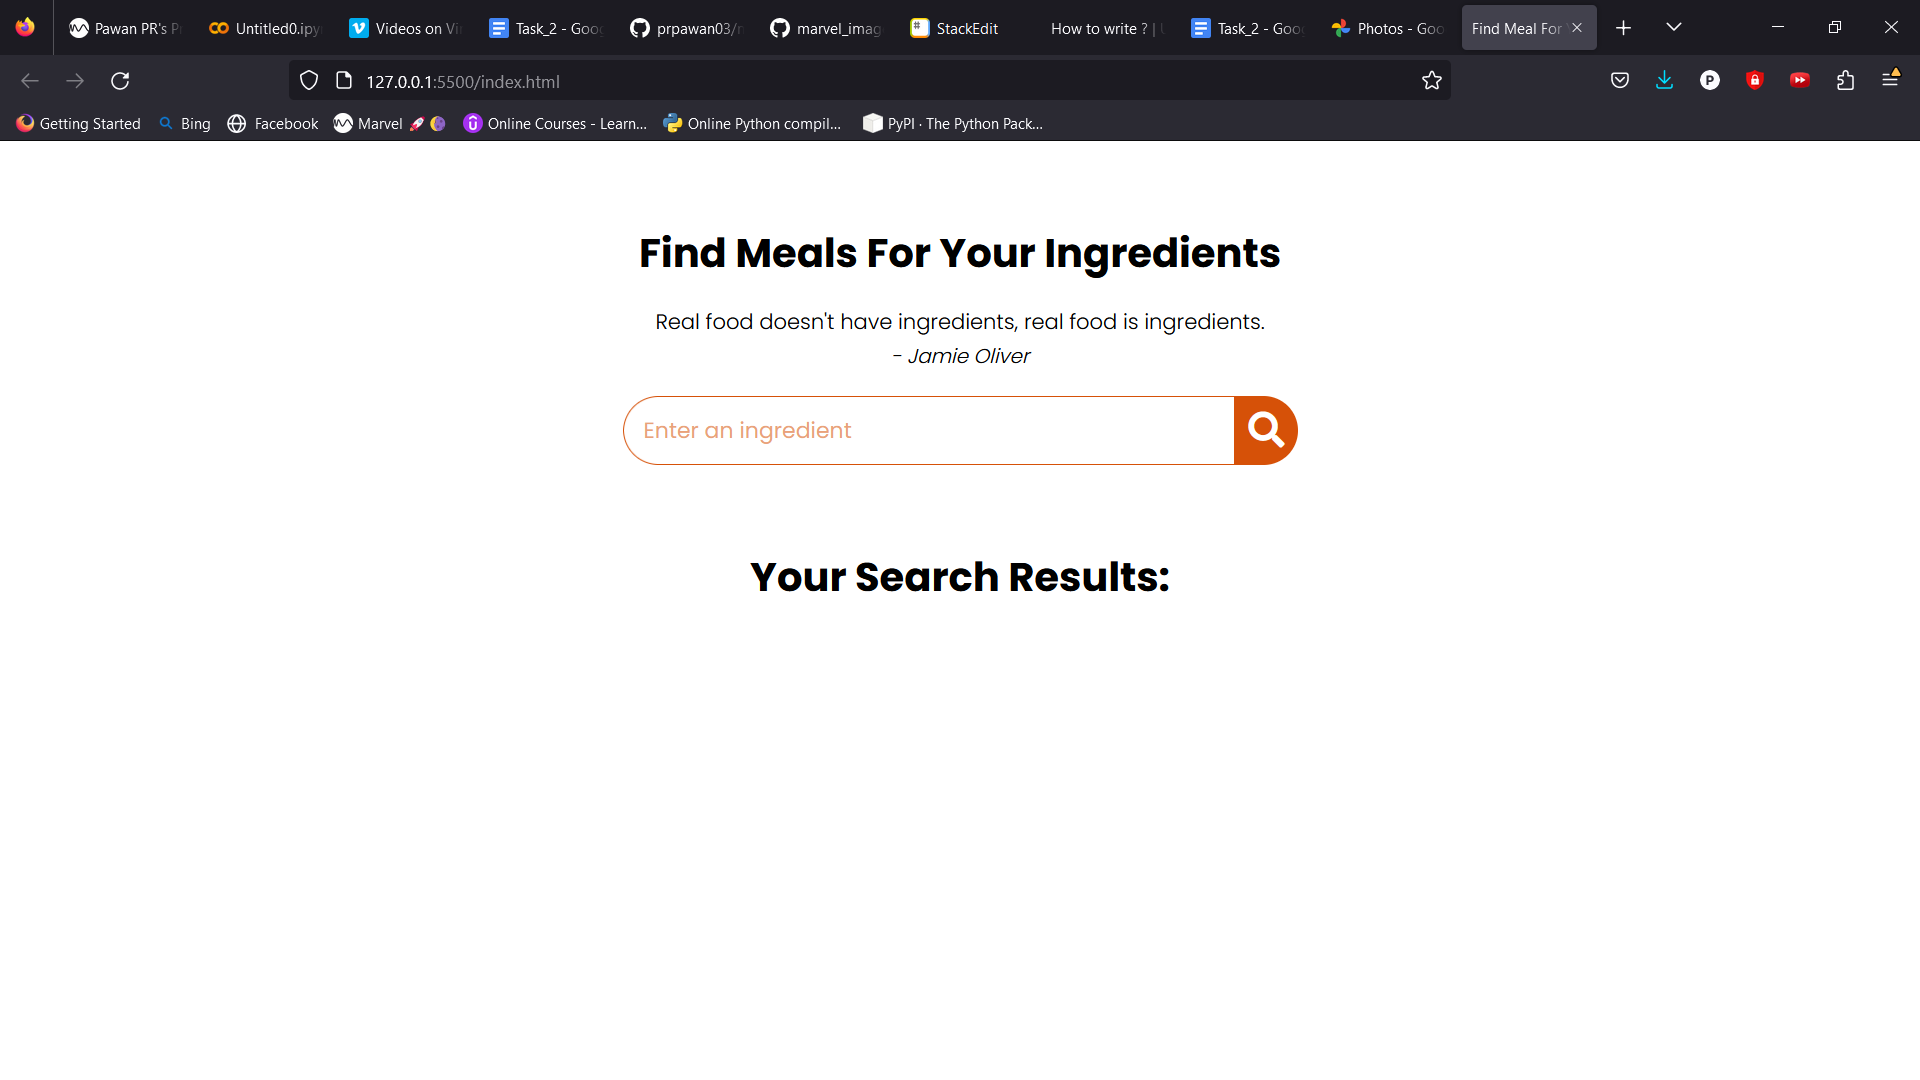 Pawan PR's P
Untitled0.ipy
Videos on Vi
Task_2 - Goo
prpawan03/
marvel_imag
StackEdit
How to write ? |
Task_2 - Goo
Photos - Goo
Find Meal For
127.0.0.1:5500/index.html
Getting Started
Bing
Facebook
Marvel 🚀
Online Courses - Learn...
Online Python compil...
PyPI · The Python Pack...
Find Meals For Your Ingredients
Real food doesn't have ingredients, real food is ingredients.
- Jamie Oliver
Enter an ingredient
Your Search Results: